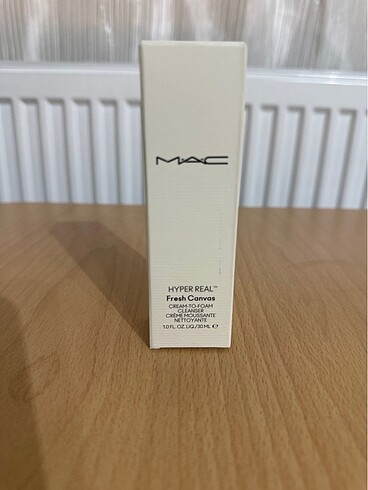 MAC
HYPER REAL™
Fresh Canvas
CREAM-TO-FOAM
CLEANSER
CRÈME MOUSSANTE
NETTOYANTE
1.0 FL. OZ. LIQ./30 ML ℮